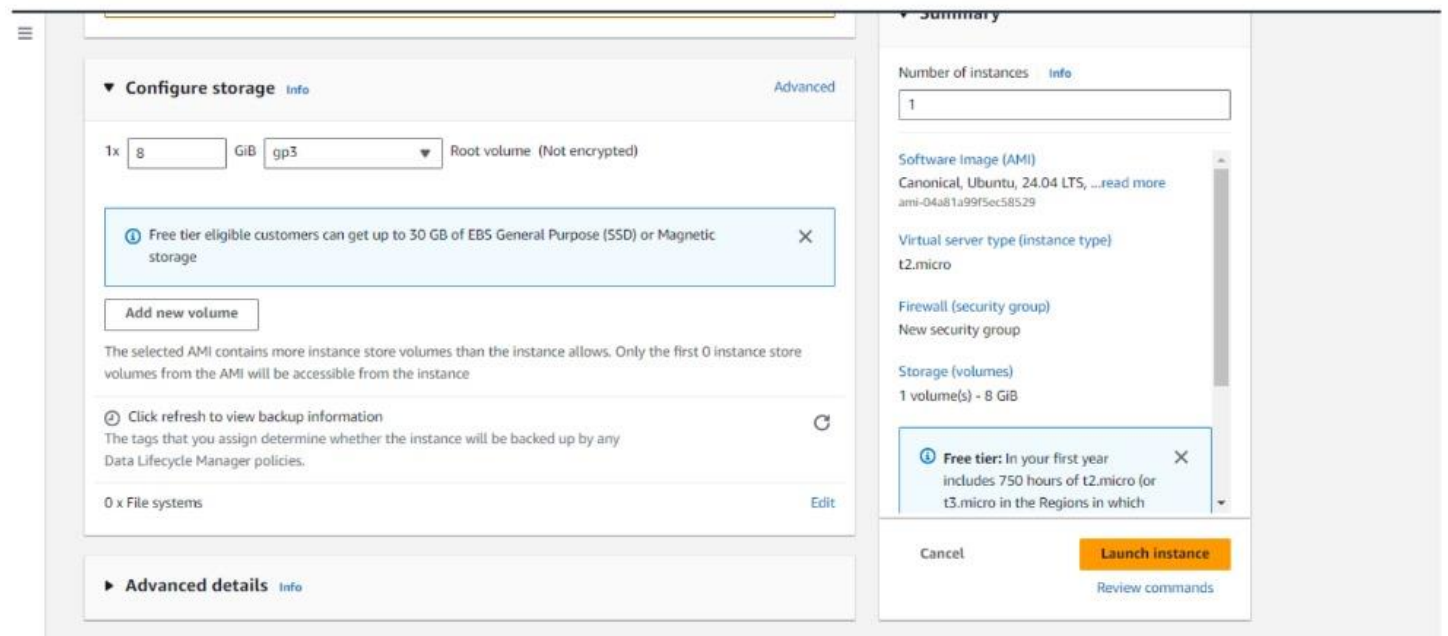 Configure storage Info
Advanced
1x 8 GiB gp3 Root volume (Not encrypted)
Free tier eligible customers can get up to 30 GB of EBS General Purpose (SSD) or Magnetic
storage
Add new volume
The selected AMI contains more instance store volumes than the instance allows. Only the first 0 instance store
volumes from the AMI will be accessible from the instance
Click refresh to view backup information
The tags that you assign determine whether the instance will be backed up by any
Data Lifecycle Manager policies.
0 x File systems
Edit
Advanced details Info
Summary
Number of instances Info
1
Software Image (AMI)
Canonical, Ubuntu, 24.04 LTS, ...read more
ami-04a81a99f5ec58529
Virtual server type (instance type)
t2.micro
Firewall (security group)
New security group
Storage (volumes)
1 volume(s) - 8 GiB
Free tier: In your first year
includes 750 hours of t2.micro (or
t3.micro in the Regions in which
Cancel
Launch instance
Review commands